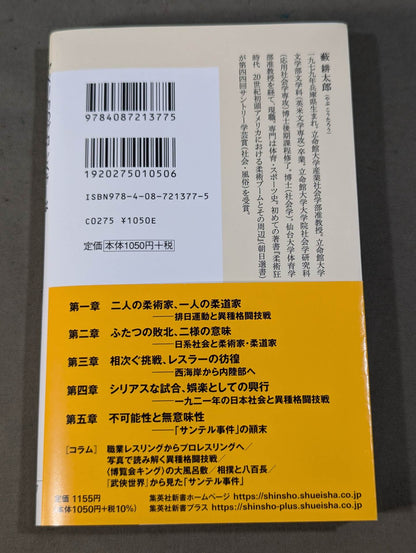 藪 耕太郎（やぶ こうたろう）
一九七九年兵庫県生まれ。立命館大学産業社会学部准教授。立命館大学
文学部文学科（英米文学専攻）卒業。立命館大学大学院社会学研究科
（応用社会学専攻）博士後期課程修了。博士（社会学）。仙台大学体育学
部准教授を経て、現職。専門は体育・スポーツ史。初めての著書『柔術狂
時代 20世紀初頭アメリカにおける柔術ブームとその周辺』（朝日選書）
が第四四回サントリー学芸賞（社会・風俗）を受賞。
9784087213775
1920275010506
ISBN978-4-08-721377-5
C0275 ¥1050E
定価 本体1050円+税
第一章 二人の柔術家、一人の柔道家
――排日運動と異種格闘技戦
第二章 ふたつの敗北、二様の意味
――日系社会と柔術家・柔道家
第三章 相次ぐ挑戦、レスラーの彷徨
――西海岸から内陸部へ
第四章 シリアスな試合、娯楽としての興行
――一九二一年の日本社会と異種格闘技戦
第五章 不可能性と無意味性
――「サンテル事件」の顛末
［コラム］ 職業レスリングからプロレスリングへ／
写真で読み解く異種格闘技戦／
〈博覧会キング〉の大風呂敷／相撲と八百長／
『武侠世界』から見た「サンテル事件」
定価 1155円
本体1050円+税(10%)
集英社新書ホームページ https://shinsho.shueisha.co.jp
集英社新書プラス https://shinsho-plus.shueisha.co.jp